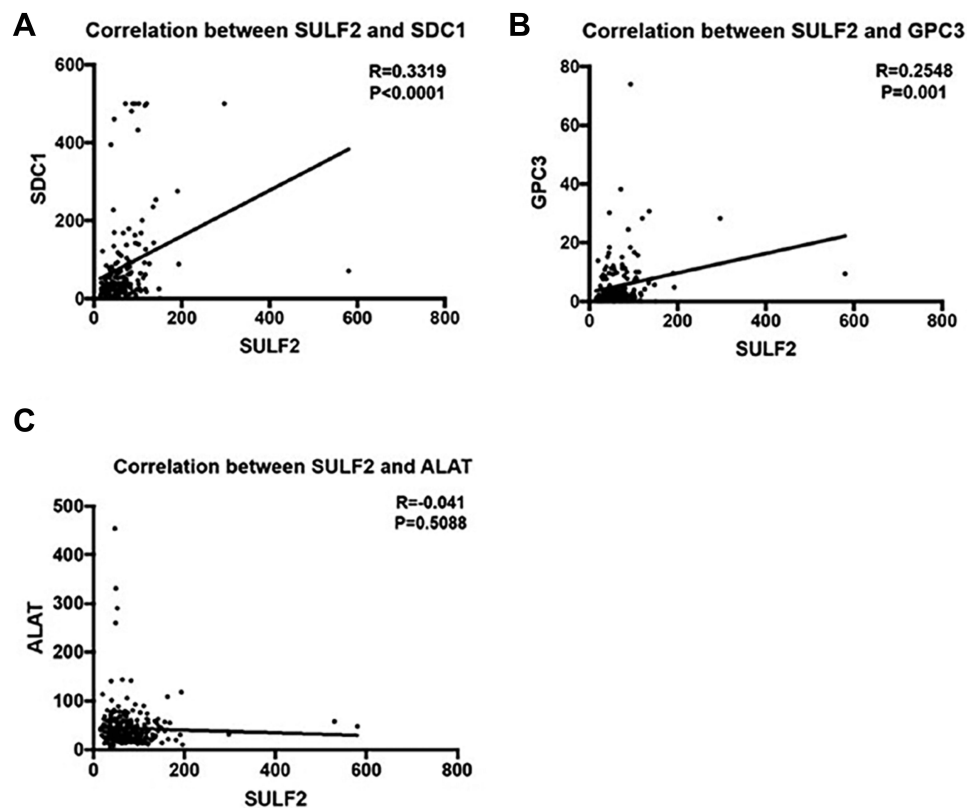 A
Correlation between SULF2 and SDC1
R=0.3319
P<0.0001
600
400
200
0
SDC1
0 200 400 600 800
SULF2
B
Correlation between SULF2 and GPC3
R=0.2548
P=0.001
80
60
40
20
0
GPC3
0 200 400 600 800
SULF2
C
Correlation between SULF2 and ALAT
R=-0.041
P=0.5088
500
400
300
200
100
0
ALAT
0 200 400 600 800
SULF2